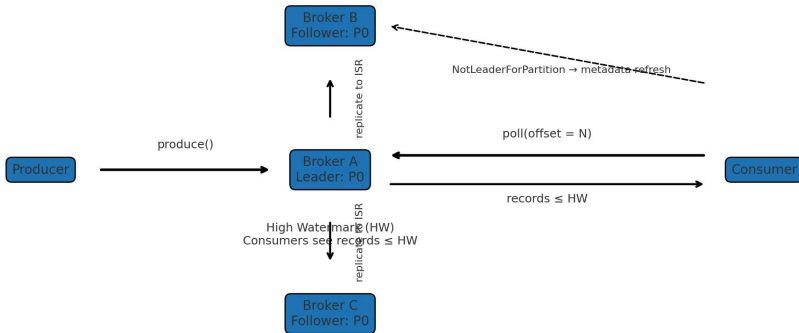 Broker B
Follower: P0
NotLeaderForPartition → metadata refresh
replicate to ISR
poll(offset = N)
produce()
Producer
Broker A
Leader: P0
Consumer
records ≤ HW
High Watermark (HW)
Consumers see records ≤ HW
replicate to ISR
Broker C
Follower: P0